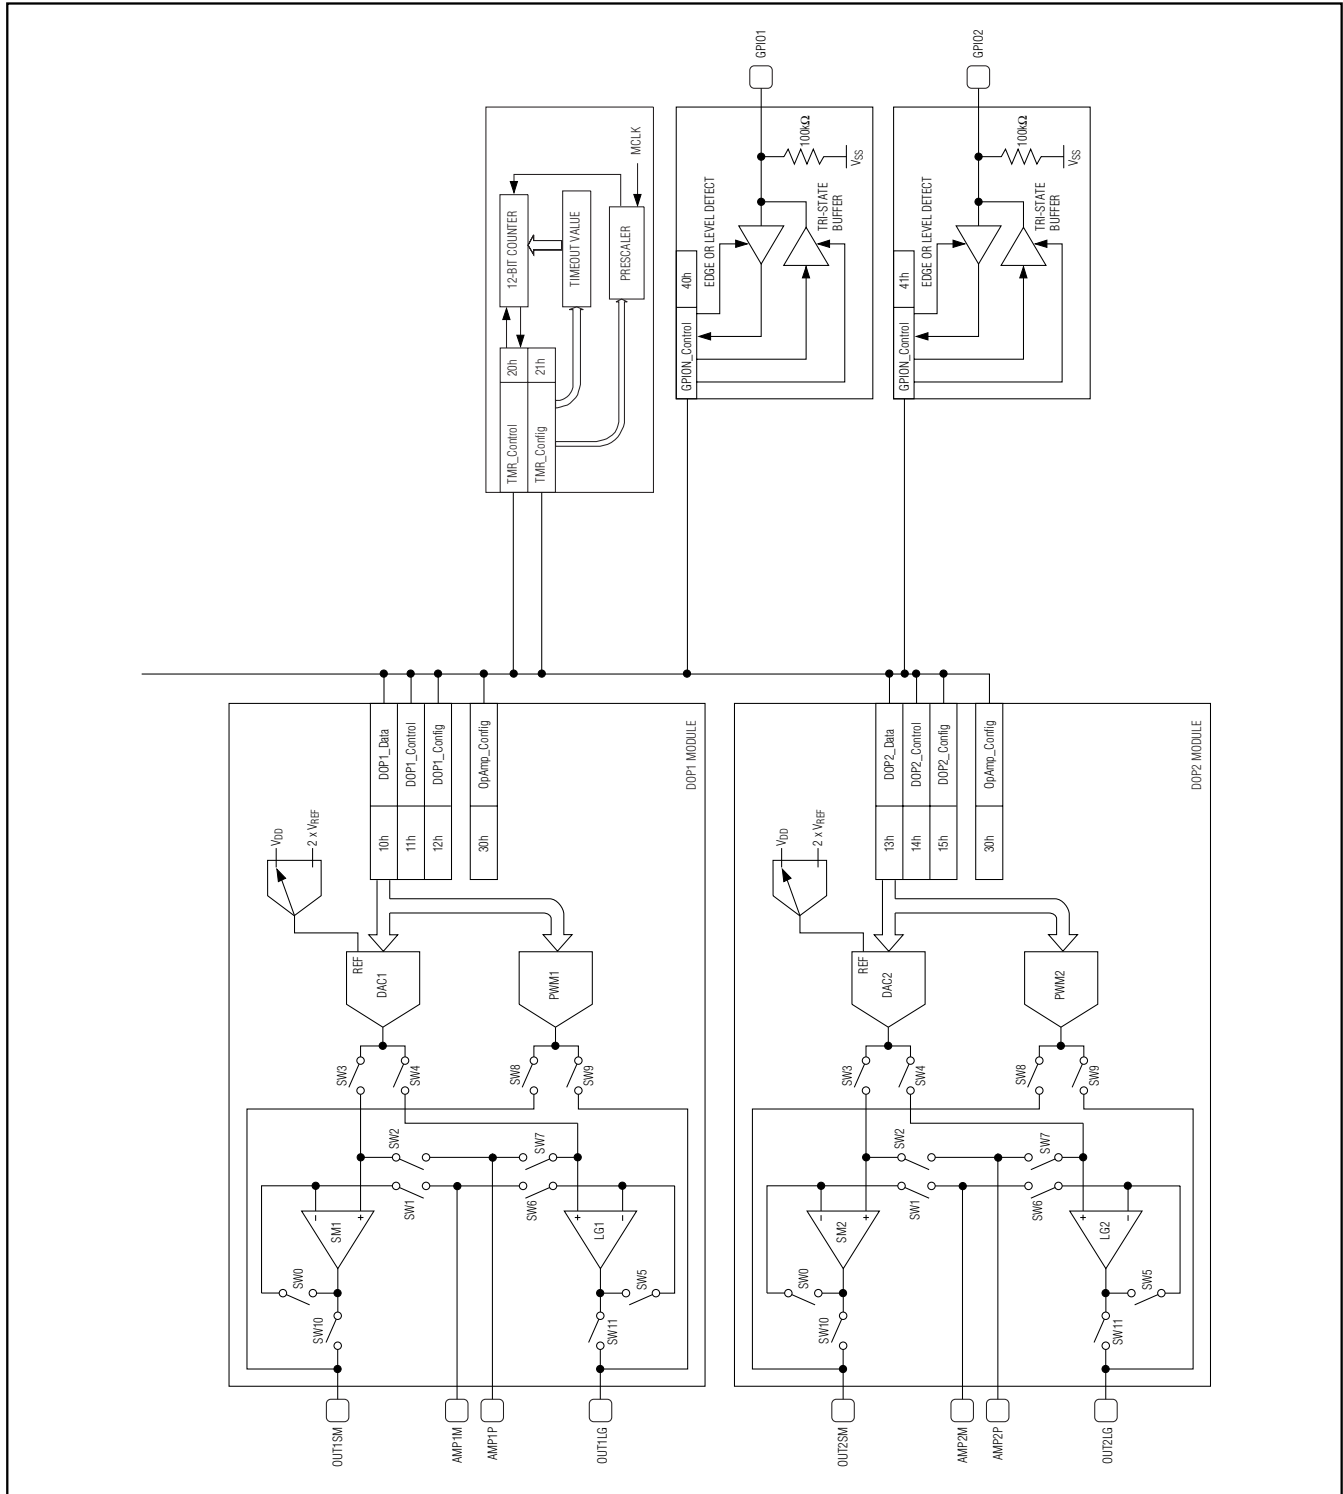 GPIO1
GPIO2
MCLK
12-BIT COUNTER
TIMEOUT VALUE
PRESCALER
20h
21h
TMR_Control
TMR_Config
100kΩ
VSS
EDGE OR LEVEL DETECT
TRI-STATE
BUFFER
40h
GPION_Control
100kΩ
VSS
EDGE OR LEVEL DETECT
TRI-STATE
BUFFER
41h
GPION_Control
DOP1 MODULE
DOP1_Data
DOP1_Control
DOP1_Config
OpAmp_Config
10h
11h
12h
30h
VDD
2 x VREF
REF
DAC1
PWM1
SW3
SW4
SW8
SW9
SW2
SW7
SW1
SW6
–
+
SM1
+
–
LG1
SW0
SW5
SW10
SW11
OUT1SM
AMP1M
AMP1P
OUT1LG
DOP2 MODULE
DOP2_Data
DOP2_Control
DOP2_Config
OpAmp_Config
13h
14h
15h
30h
VDD
2 x VREF
REF
DAC2
PWM2
SW3
SW4
SW8
SW9
SW2
SW7
SW1
SW6
–
+
SM2
+
–
LG2
SW0
SW5
SW10
SW11
OUT2SM
AMP2M
AMP2P
OUT2LG